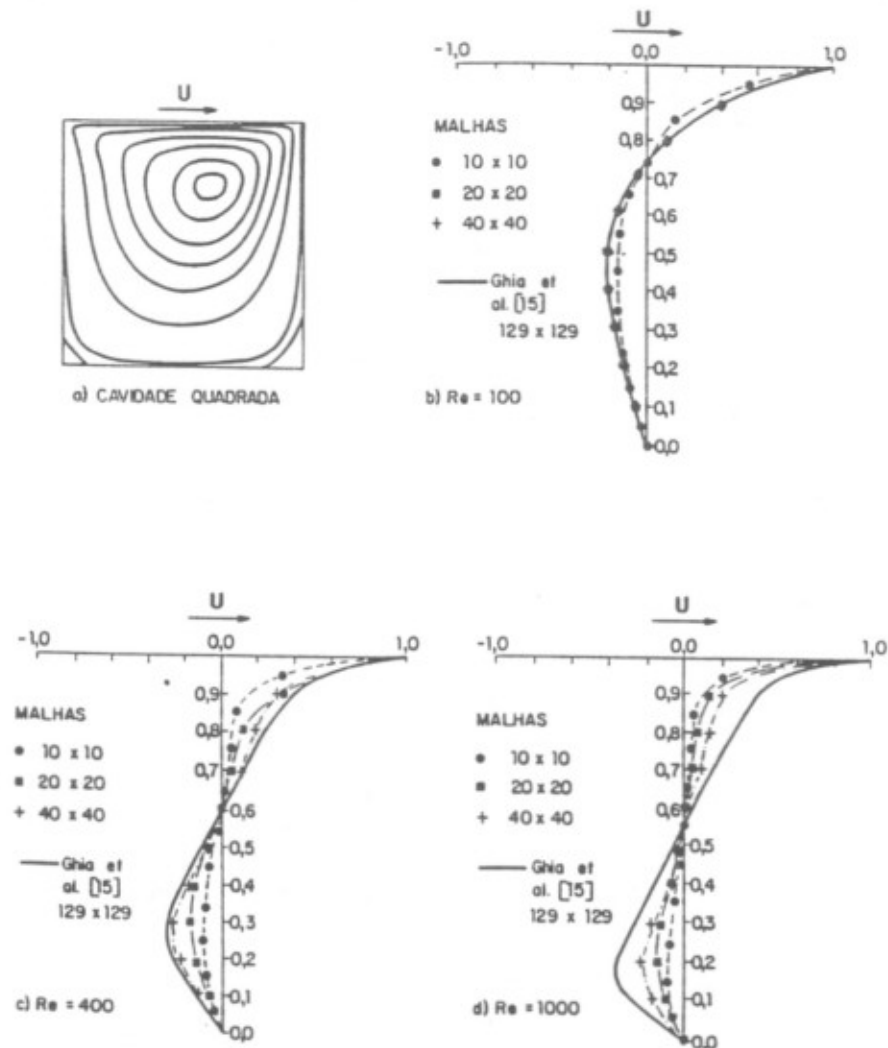 U
a) CAVIDADE QUADRADA
U
-1,0 0,0 1,0
0,9
0,8
0,7
0,6
0,5
0,4
0,3
0,2
0,1
0,0
MALHAS
10 x 10
20 x 20
40 x 40
Ghia et
al. [15]
129 x 129
b) Re = 100
U
-1,0 0,0 1,0
0,9
0,8
0,7
0,6
0,5
0,4
0,3
0,2
0,1
0,0
MALHAS
10 x 10
20 x 20
40 x 40
Ghia et
al. [15]
129 x 129
c) Re = 400
U
-1,0 0,0 1,0
0,9
0,8
0,7
0,6
0,5
0,4
0,3
0,2
0,1
0,0
MALHAS
10 x 10
20 x 20
40 x 40
Ghia et
al. [15]
129 x 129
d) Re = 1000